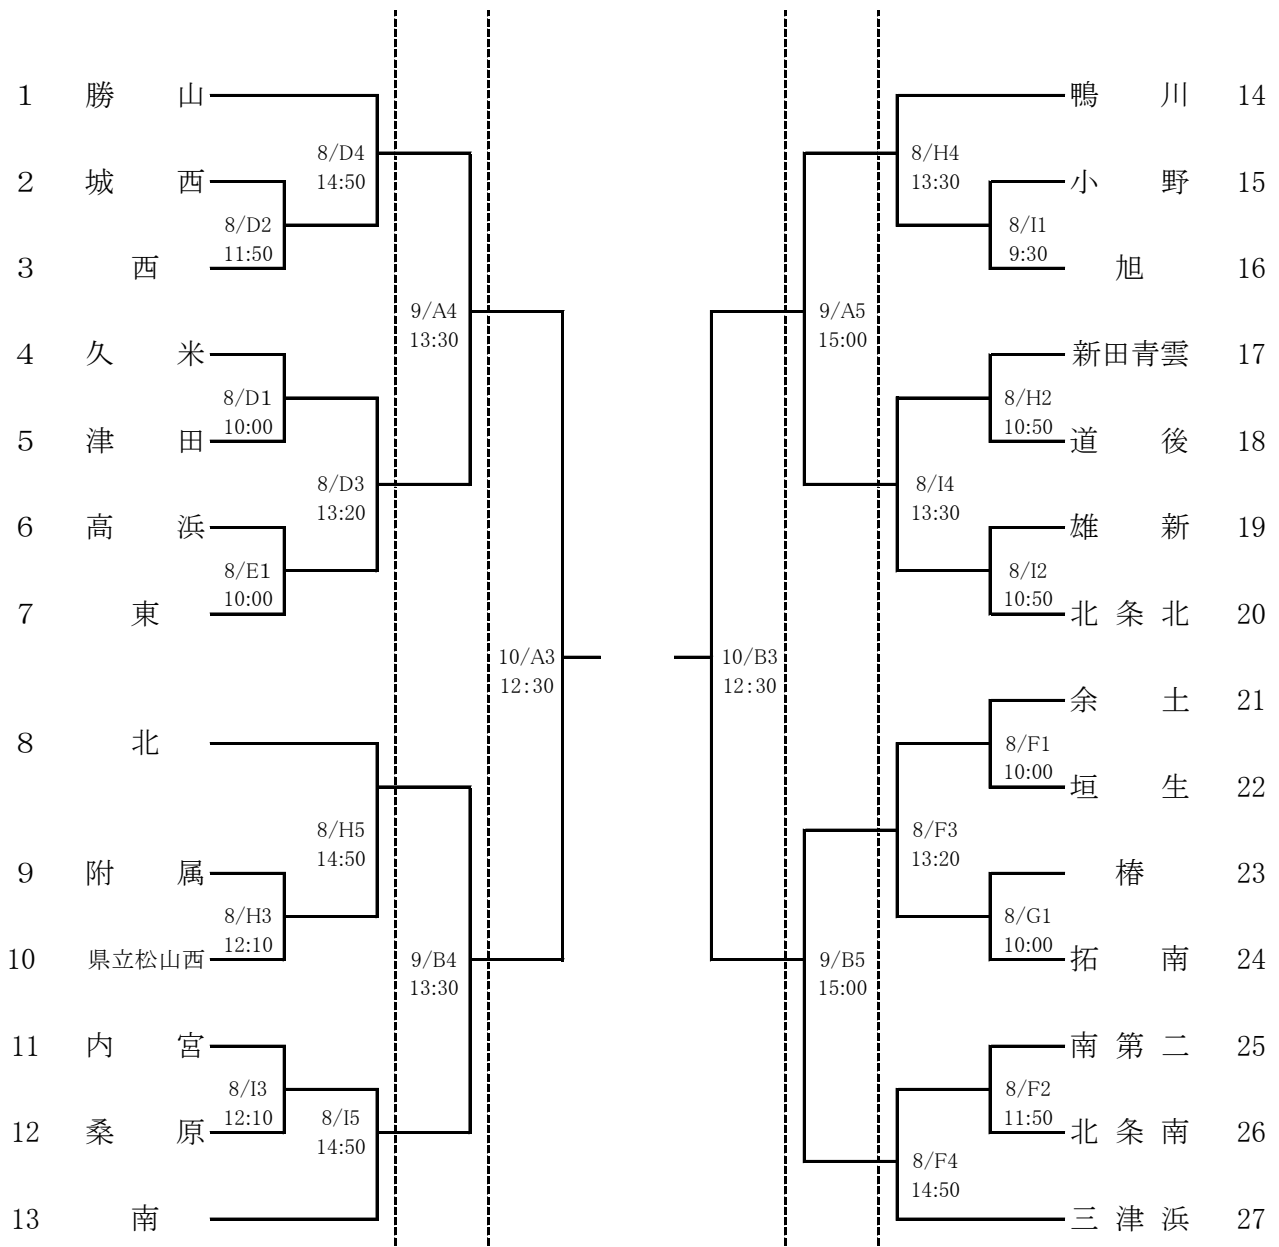 1 勝 山
8/D4
14:50
2 城 西
8/D2
11:50
3 西
9/A4
13:30
4 久 米
8/D1
10:00
5 津 田
8/D3
13:20
6 高 浜
8/E1
10:00
7 東
10/A3
12:30
8 北
8/H5
14:50
9 附 属
8/H3
12:10
10 県立松山西
9/B4
13:30
11 内 宮
8/I3
12:10
12 桑 原
8/I5
14:50
13 南
鴨 川 14
8/H4
13:30
小 野 15
8/I1
9:30
旭 16
9/A5
15:00
新田青雲 17
8/H2
10:50
道 後 18
8/I4
13:30
雄 新 19
8/I2
10:50
北 条 北 20
10/B3
12:30
余 土 21
8/F1
10:00
垣 生 22
8/F3
13:20
椿 23
8/G1
10:00
拓 南 24
9/B5
15:00
南 第 二 25
8/F2
11:50
北 条 南 26
8/F4
14:50
三 津 浜 27